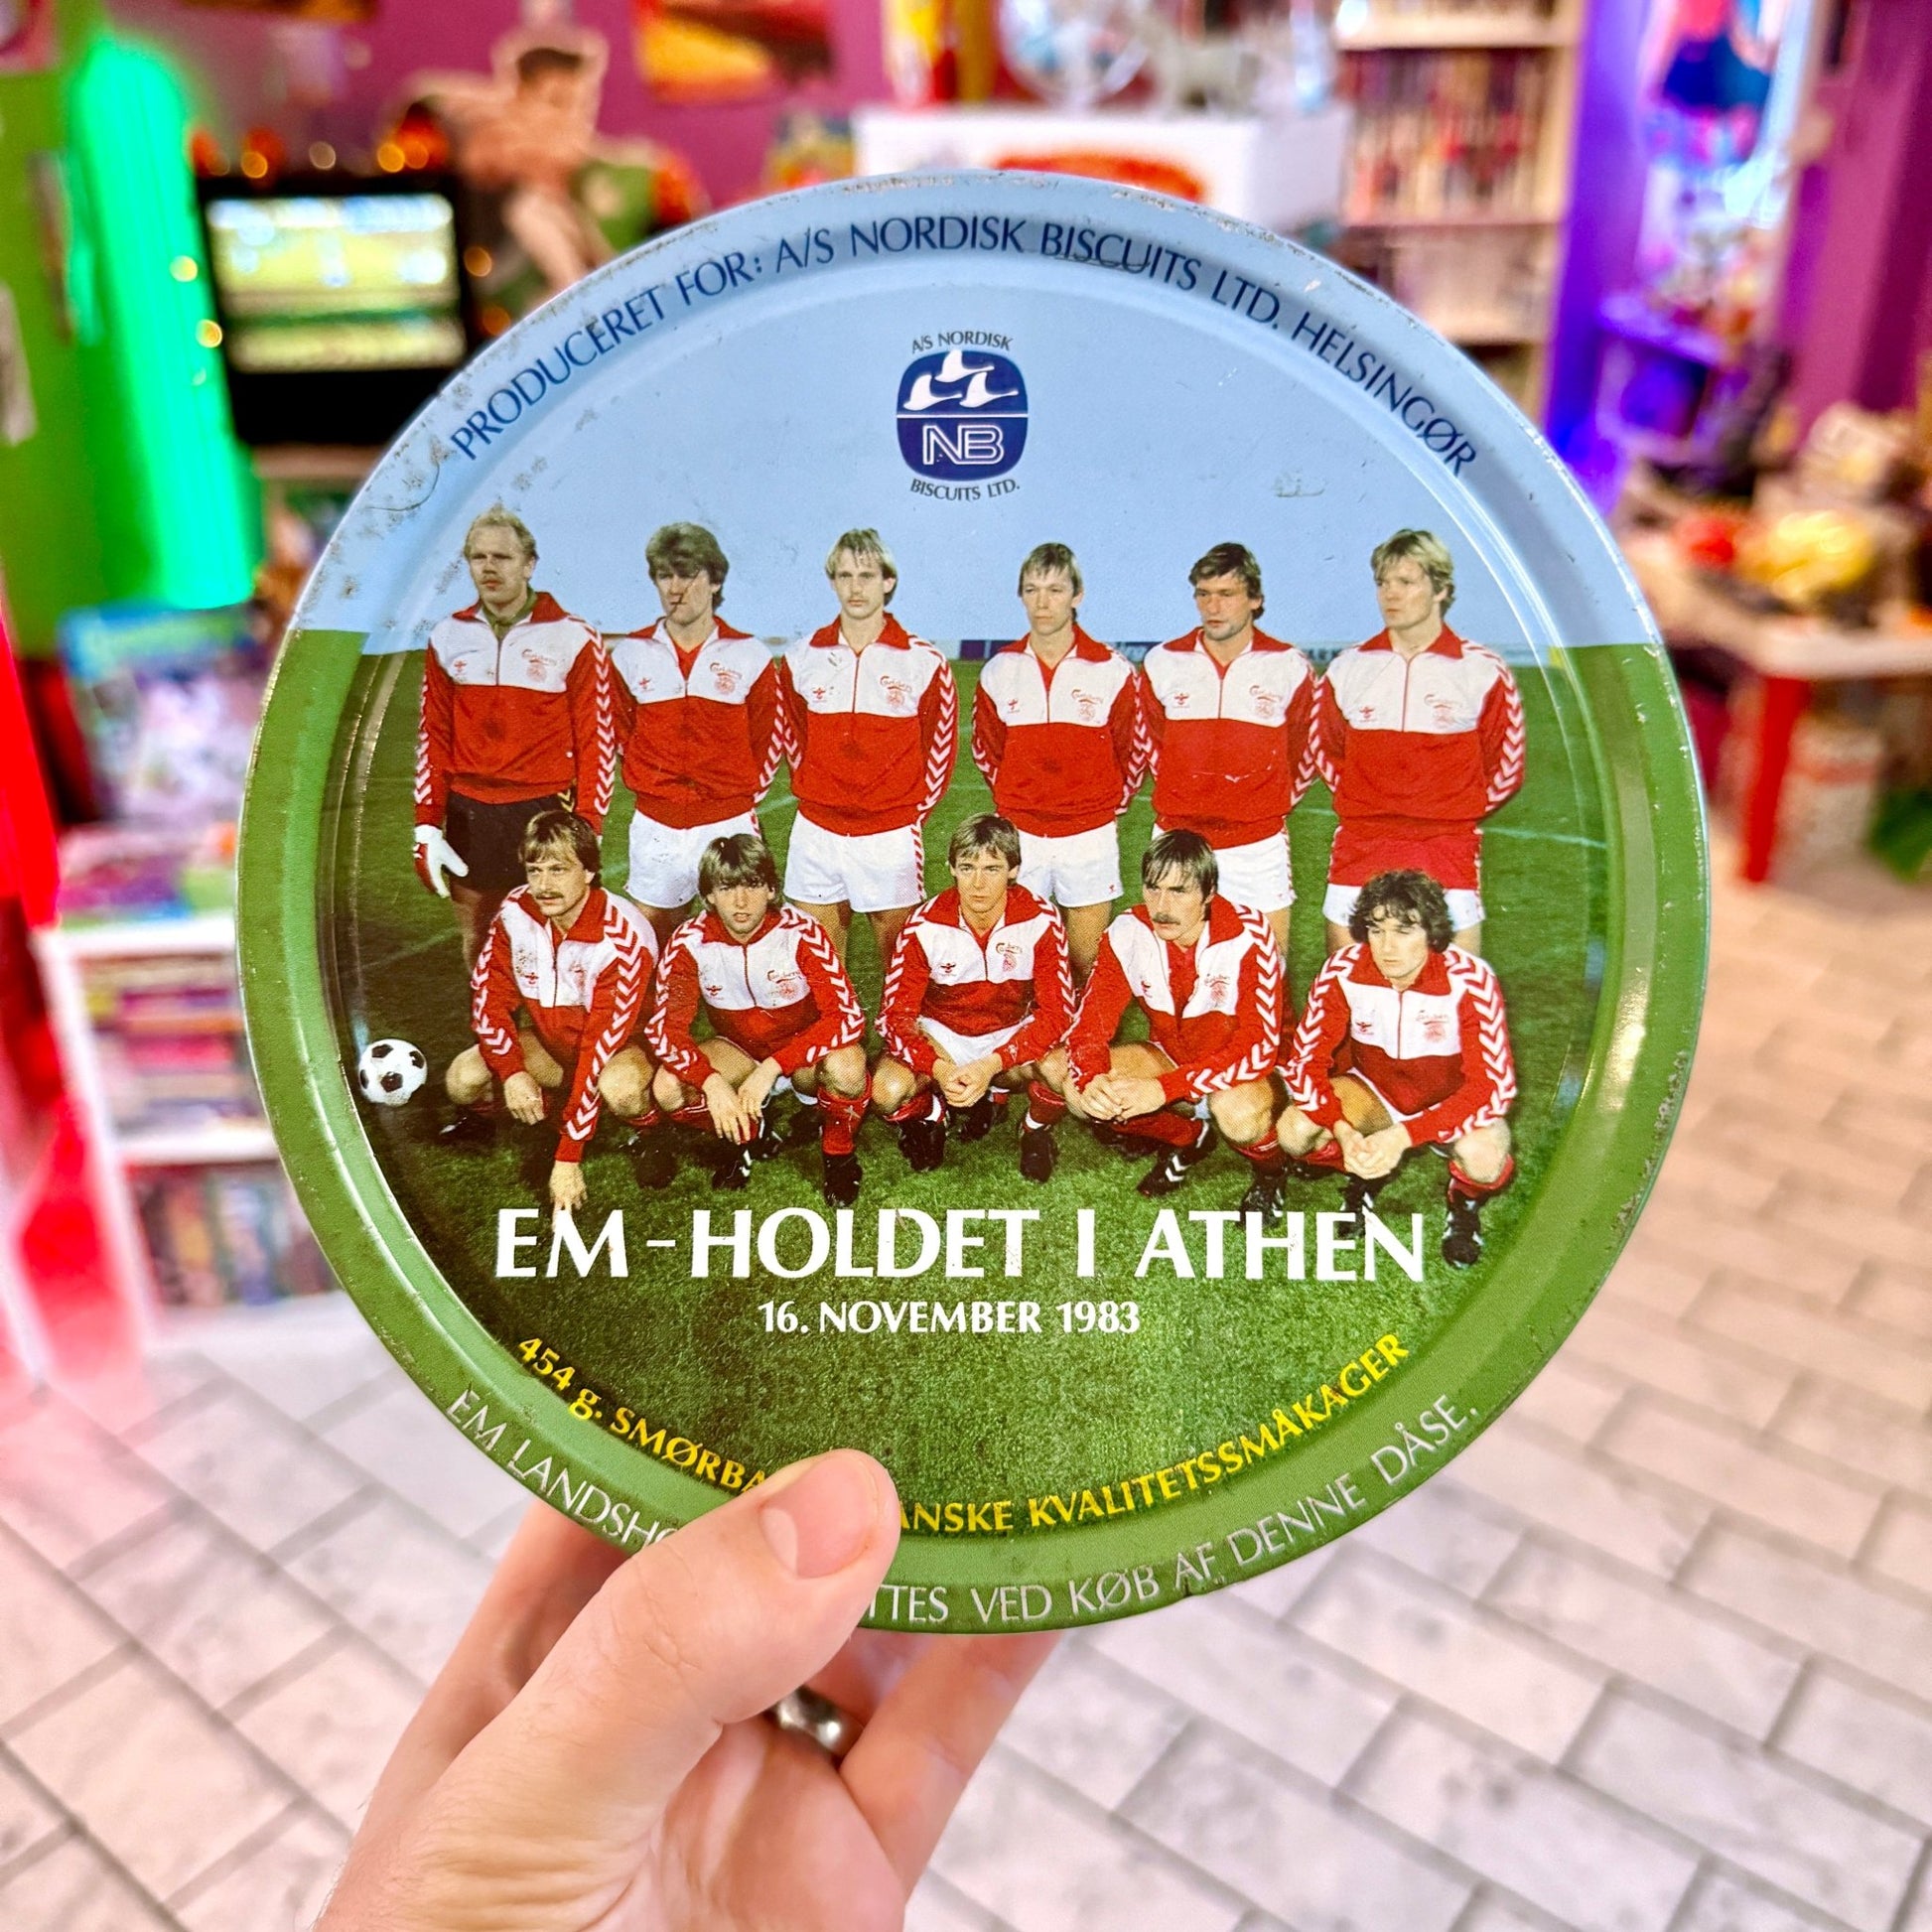 PRODUCERET FOR: A/S NORDISK BISCUITS LTD. HELSINGØR
A/S NORDISK
NB
BISCUITS LTD.
EM-HOLDET I ATHEN
16. NOVEMBER 1983
454 g. SMØRBA ANSKE KVALITETSSMÅKAGER
EM LANDSHO TTES VED KØB AF DENNE DÅSE.